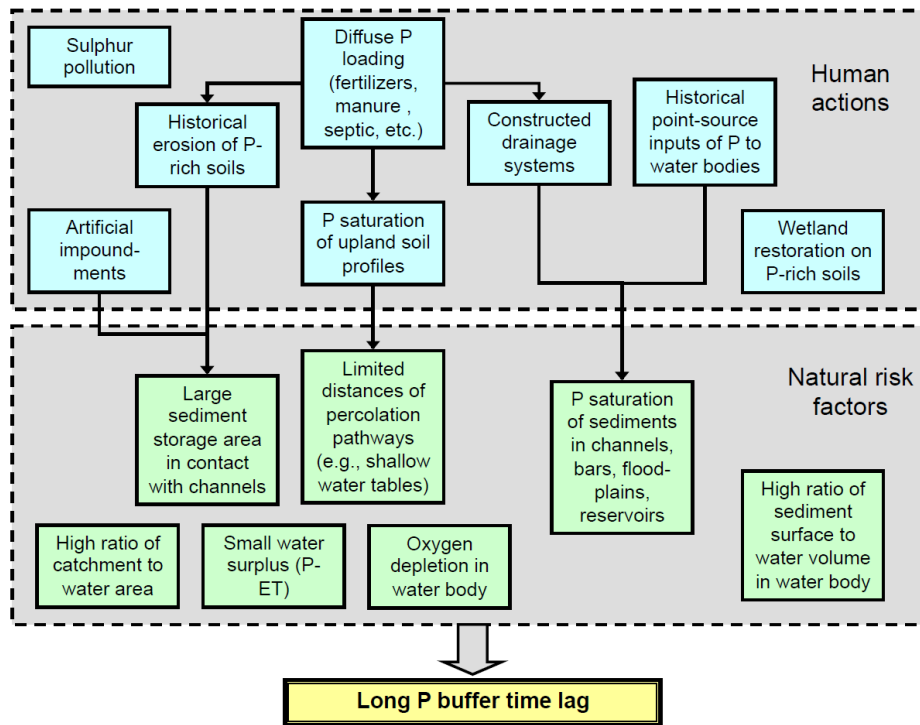 Sulphur
pollution
Diffuse P
loading
(fertilizers,
manure ,
septic, etc.)
Human
actions
Historical
erosion of P-
rich soils
Constructed
drainage
systems
Historical
point-source
inputs of P to
water bodies
Artificial
impound-
ments
P saturation
of upland soil
profiles
Wetland
restoration on
P-rich soils
Natural risk
factors
Large
sediment
storage area
in contact
with channels
Limited
distances of
percolation
pathways
(e.g., shallow
water tables)
P saturation
of sediments
in channels,
bars, flood-
plains,
reservoirs
High ratio of
sediment
surface to
water volume
in water body
High ratio of
catchment to
water area
Small water
surplus (P-
ET)
Oxygen
depletion in
water body
Long P buffer time lag